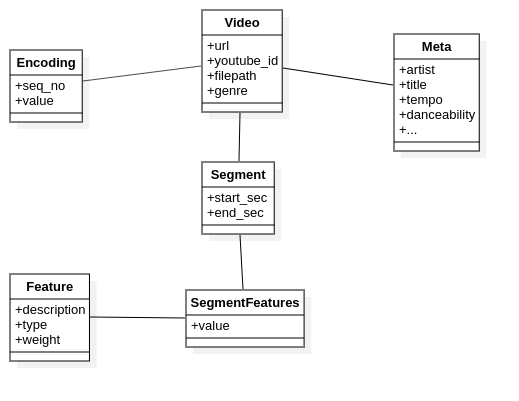 Video
+url
+youtube_id
+filepath
+genre
Encoding
+seq_no
+value
Meta
+artist
+title
+tempo
+danceability
+...
Segment
+start_sec
+end_sec
Feature
+description
+type
+weight
SegmentFeatures
+value